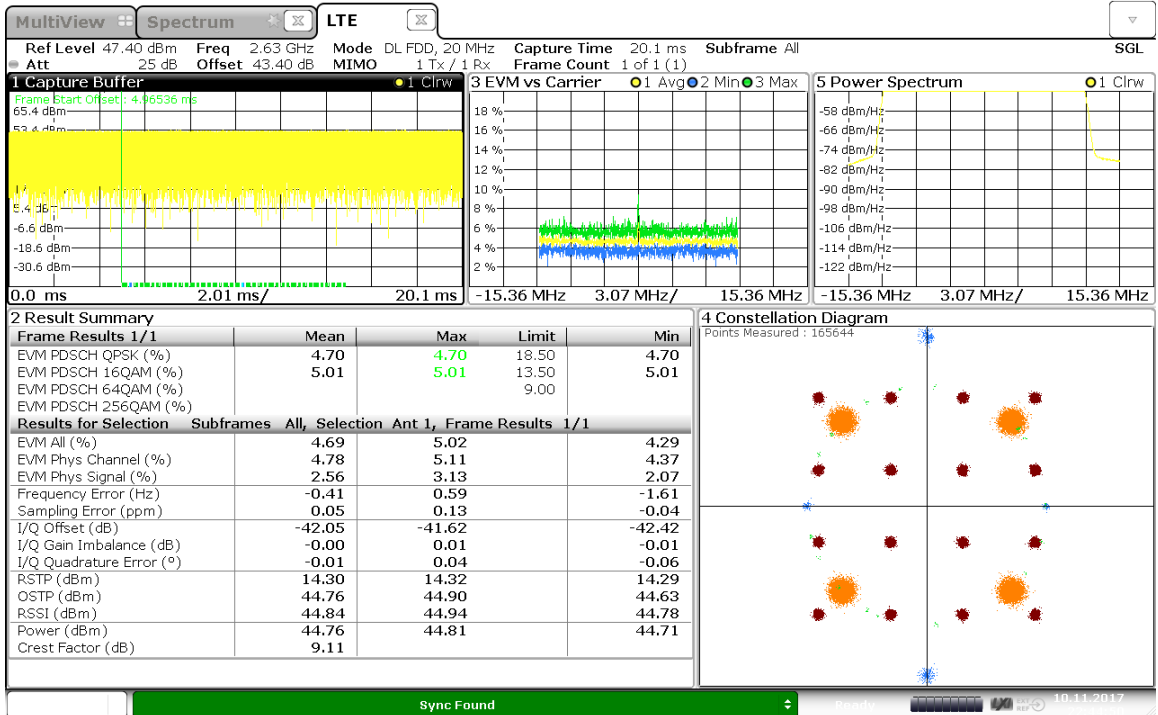 MultiView Spectrum LTE
Ref Level 47.40 dBm Freq 2.63 GHz Mode DL FDD, 20 MHz Capture Time 20.1 ms Subframe All SGL
Att 25 dB Offset 43.40 dB MIMO 1 Tx / 1 Rx Frame Count 1 of 1 (1)
1 Capture Buffer 1 Clrw
Frame Start Offset : 4.96536 ms
65.4 dBm
53.4 dBm
5.4 dBm
-6.6 dBm
-18.6 dBm
-30.6 dBm
0.0 ms 2.01 ms/ 20.1 ms
3 EVM vs Carrier 1 Avg 2 Min 3 Max
18 %
16 %
14 %
12 %
10 %
8 %
6 %
4 %
2 %
-15.36 MHz 3.07 MHz/ 15.36 MHz
5 Power Spectrum 1 Clrw
-58 dBm/Hz
-66 dBm/Hz
-74 dBm/Hz
-82 dBm/Hz
-90 dBm/Hz
-98 dBm/Hz
-106 dBm/Hz
-114 dBm/Hz
-122 dBm/Hz
-15.36 MHz 3.07 MHz/ 15.36 MHz
2 Result Summary
Frame Results 1/1 Mean Max Limit Min
EVM PDSCH QPSK (%) 4.70 4.70 18.50 4.70
EVM PDSCH 16QAM (%) 5.01 5.01 13.50 5.01
EVM PDSCH 64QAM (%) 9.00
EVM PDSCH 256QAM (%)
Results for Selection Subframes All, Selection Ant 1, Frame Results 1/1
EVM All (%) 4.69 5.02 4.29
EVM Phys Channel (%) 4.78 5.11 4.37
EVM Phys Signal (%) 2.56 3.13 2.07
Frequency Error (Hz) -0.41 0.59 -1.61
Sampling Error (ppm) 0.05 0.13 -0.04
I/Q Offset (dB) -42.05 -41.62 -42.42
I/Q Gain Imbalance (dB) -0.00 0.01 -0.01
I/Q Quadrature Error (º) -0.01 0.04 -0.06
RSTP (dBm) 14.30 14.32 14.29
OSTP (dBm) 44.76 44.90 44.63
RSSI (dBm) 44.84 44.94 44.78
Power (dBm) 44.76 44.81 44.71
Crest Factor (dB) 9.11
4 Constellation Diagram
Points Measured : 165644
Sync Found Ready LXI EXT REF 10.11.2017